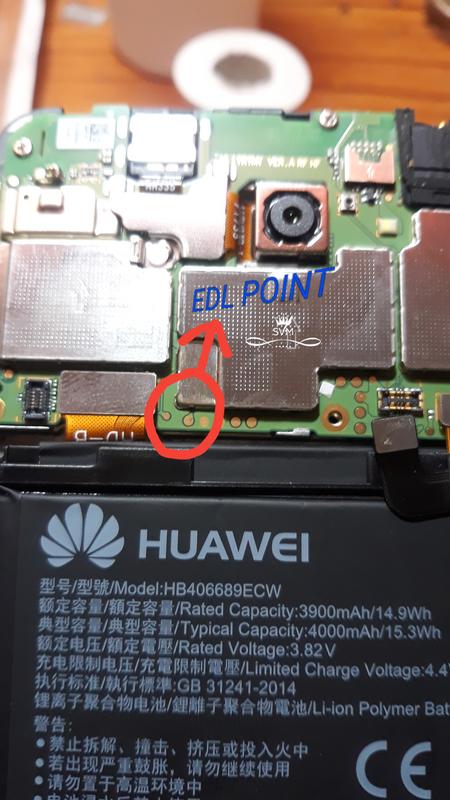 EDL POINT
SVM
HUAWEI
型号/型號/Model:HB406689ECW
额定容量/額定容量/Rated Capacity:3900mAh/14.9Wh
典型容量/典型容量/Typical Capacity:4000mAh/15.3Wh
额定电压/額定電壓/Rated Voltage:3.82V
充电限制电压/充電限制電壓/Limited Charge Voltage:4.4
执行标准/執行標準:GB 31241-2014
锂离子聚合物电池/鋰離子聚合物電池/Li-ion Polymer Bat
警告:
•禁止拆解、撞击、挤压或投入火中
•若出现严重鼓胀，请勿继续使用
•请勿置于高温环境中
CE